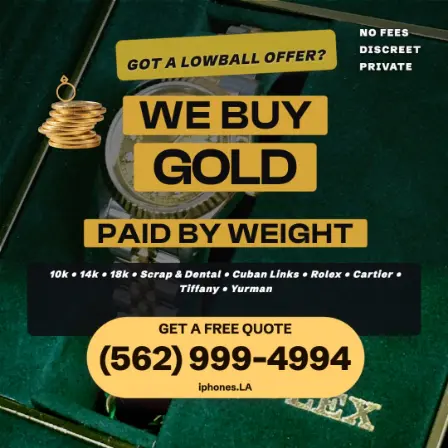 GOT A LOWBALL OFFER?
NO FEES
DISCREET
PRIVATE
WE BUY
GOLD
PAID BY WEIGHT
10k • 14k • 18k • Scrap & Dental • Cuban Links • Rolex • Cartier •
Tiffany • Yurman
GET A FREE QUOTE
(562) 999-4994
iphones.LA